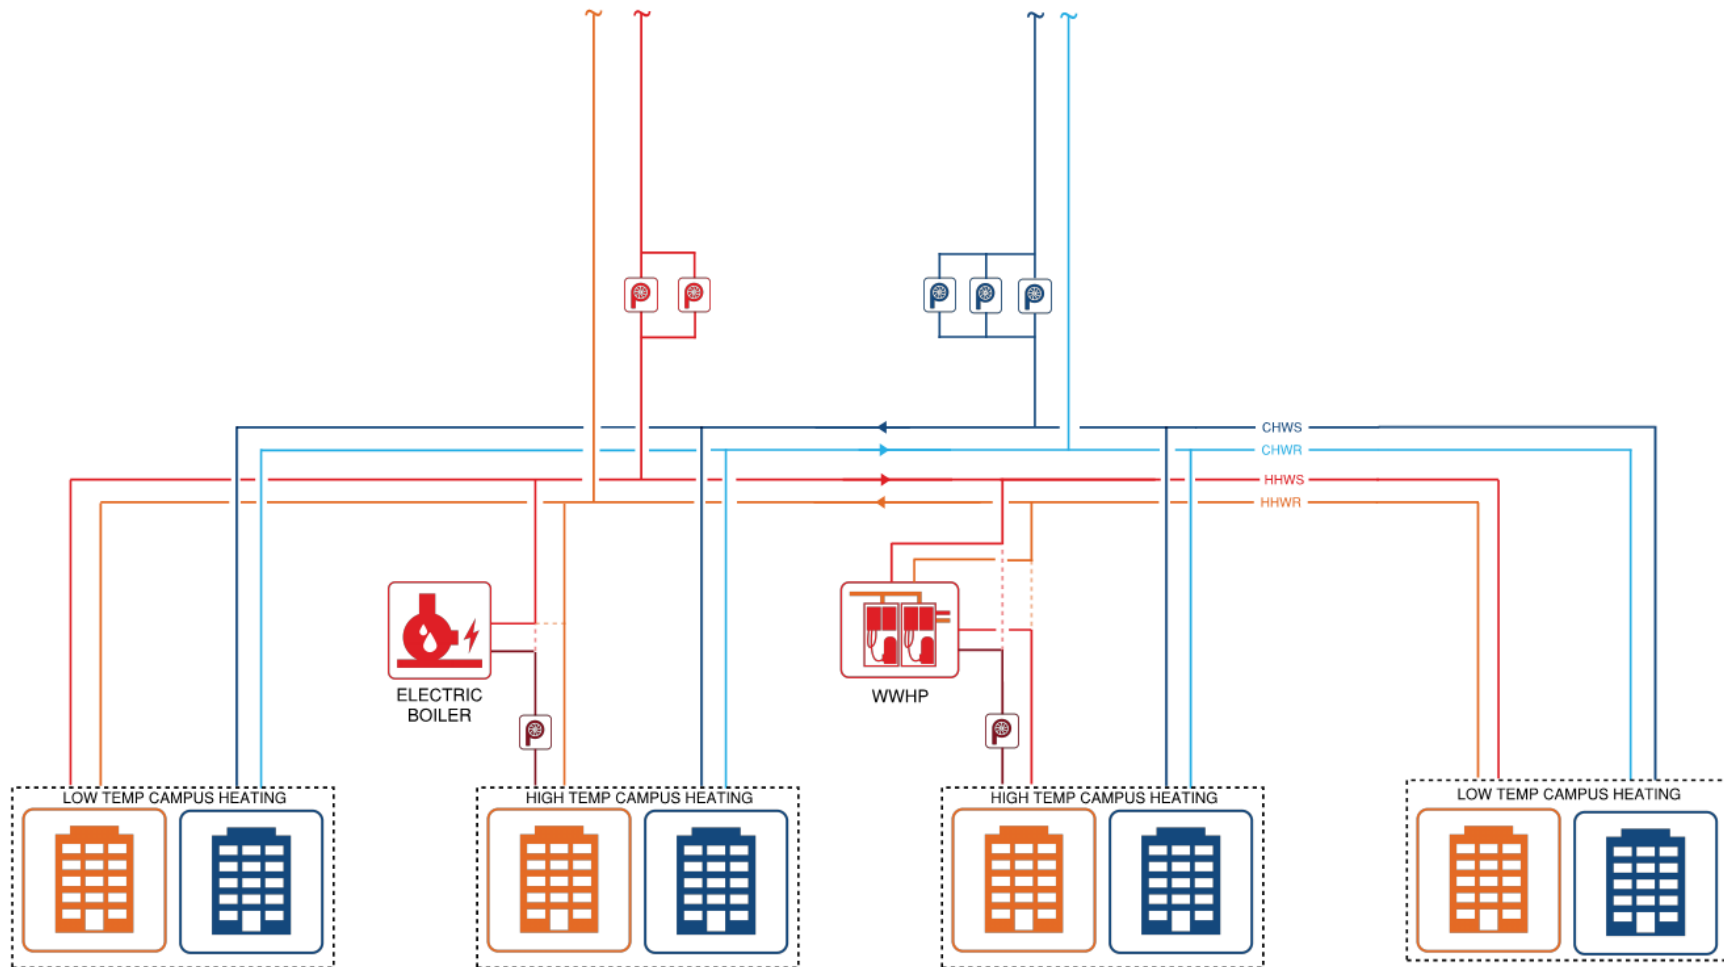 CHWS
CHWR
HHWS
HHWR
ELECTRIC
BOILER
WWHP
LOW TEMP CAMPUS HEATING
HIGH TEMP CAMPUS HEATING
HIGH TEMP CAMPUS HEATING
LOW TEMP CAMPUS HEATING